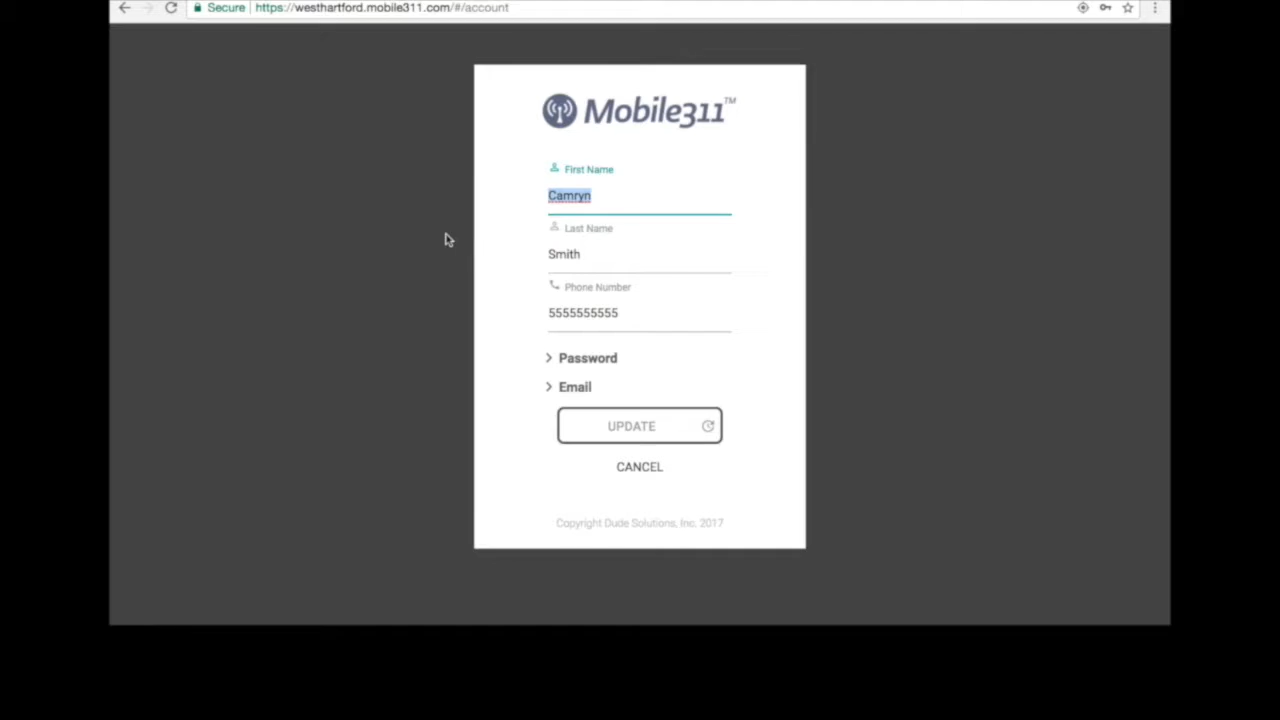 Secure https://westhartford.mobile311.com/#/account
Mobile311™
First Name
Camryn
Last Name
Smith
Phone Number
5555555555
Password
Email
UPDATE
CANCEL
Copyright Dude Solutions, Inc. 2017